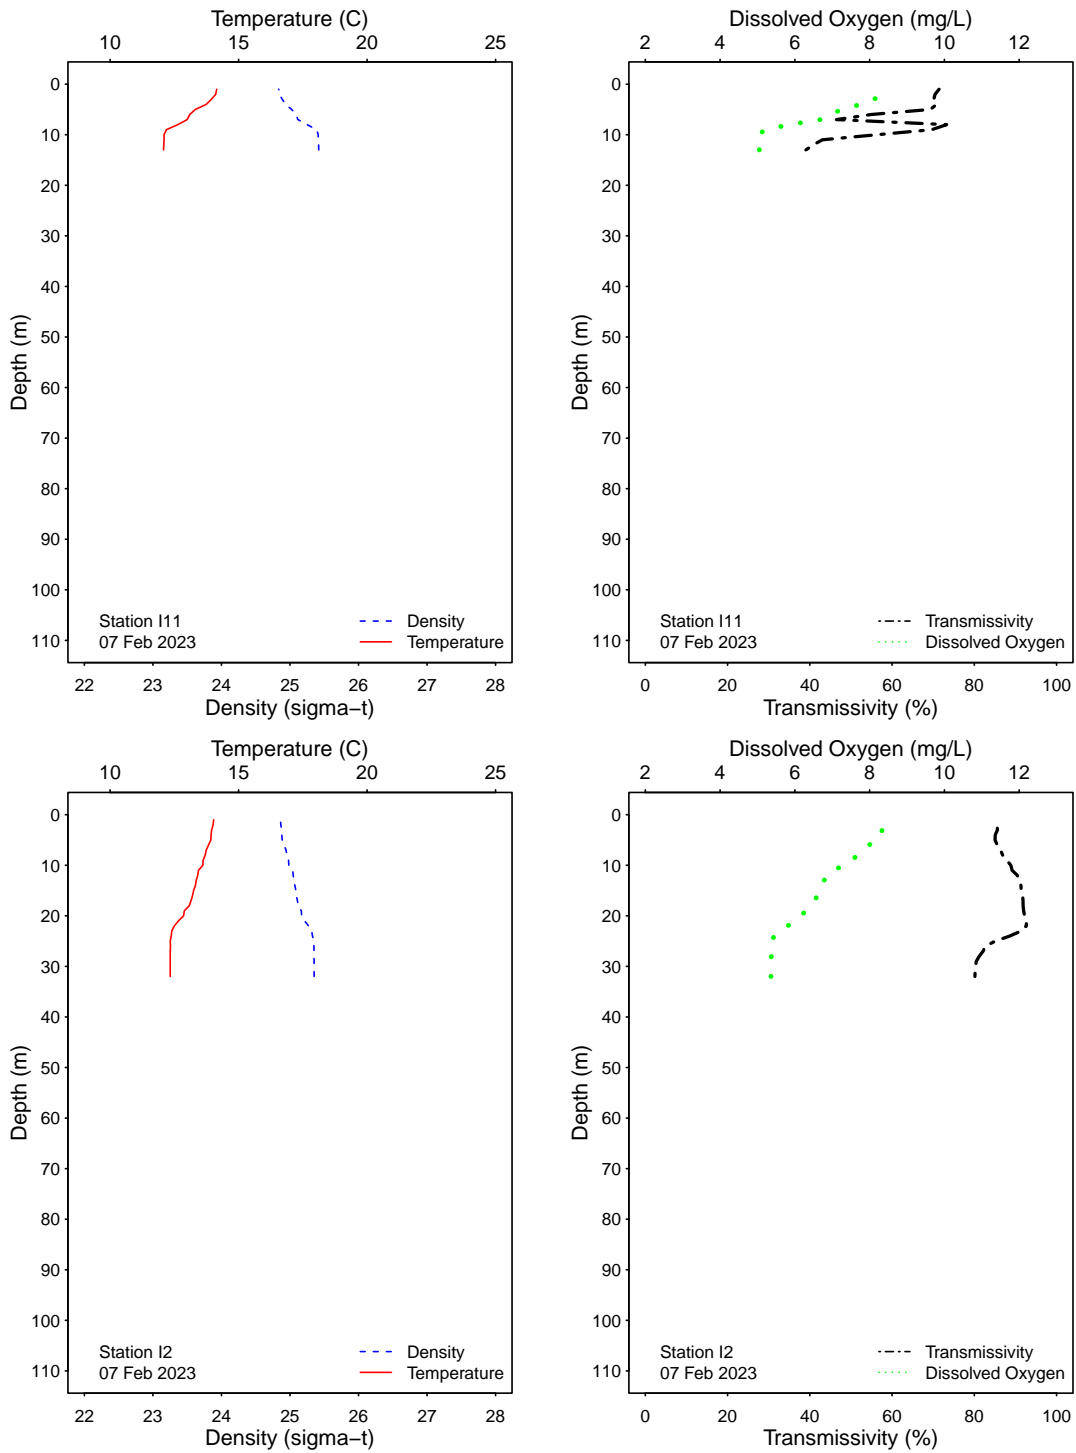 Temperature (C)
10 15 20 25
0
10
20
30
40
50
60
70
80
90
100
110
Depth (m)
Station I11
07 Feb 2023
Density
Temperature
22 23 24 25 26 27 28
Density (sigma−t)
Dissolved Oxygen (mg/L)
2 4 6 8 10 12
0
10
20
30
40
50
60
70
80
90
100
110
Depth (m)
Station I11
07 Feb 2023
Transmissivity
Dissolved Oxygen
0 20 40 60 80 100
Transmissivity (%)
Temperature (C)
10 15 20 25
0
10
20
30
40
50
60
70
80
90
100
110
Depth (m)
Station I2
07 Feb 2023
Density
Temperature
22 23 24 25 26 27 28
Density (sigma−t)
Dissolved Oxygen (mg/L)
2 4 6 8 10 12
0
10
20
30
40
50
60
70
80
90
100
110
Depth (m)
Station I2
07 Feb 2023
Transmissivity
Dissolved Oxygen
0 20 40 60 80 100
Transmissivity (%)